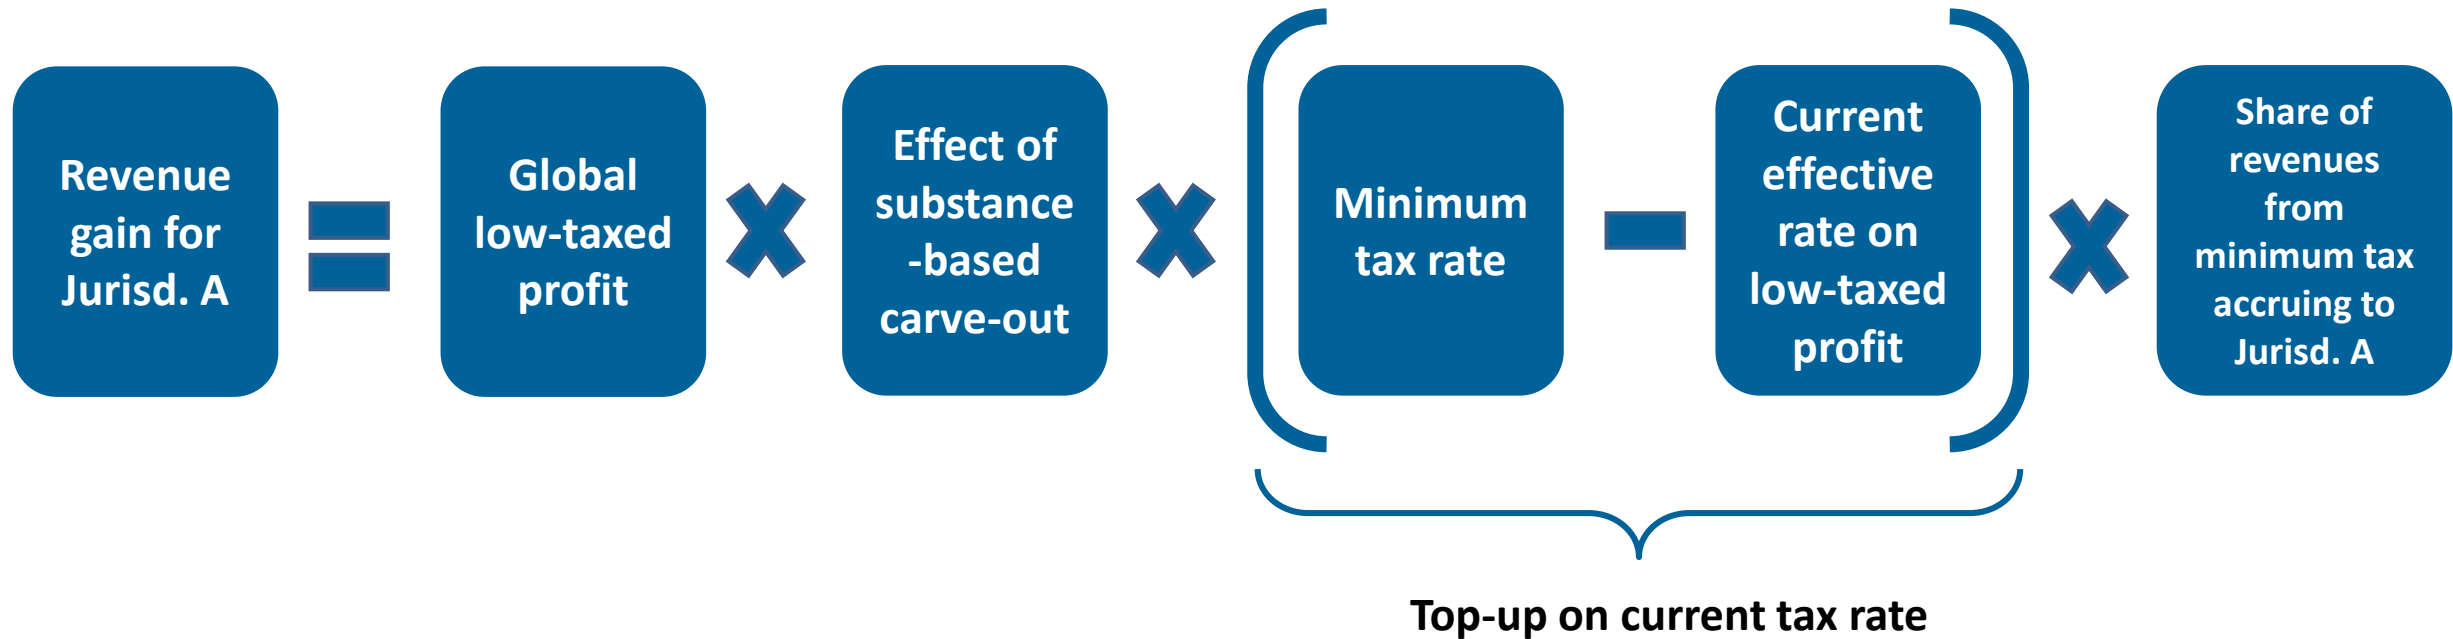 Revenue
gain for
Jurisd. A
Global
low-taxed
profit
Effect of
substance
-based
carve-out
Minimum
tax rate
Current
effective
rate on
low-taxed
profit
Share of
revenues
from
minimum tax
accruing to
Jurisd. A
Top-up on current tax rate